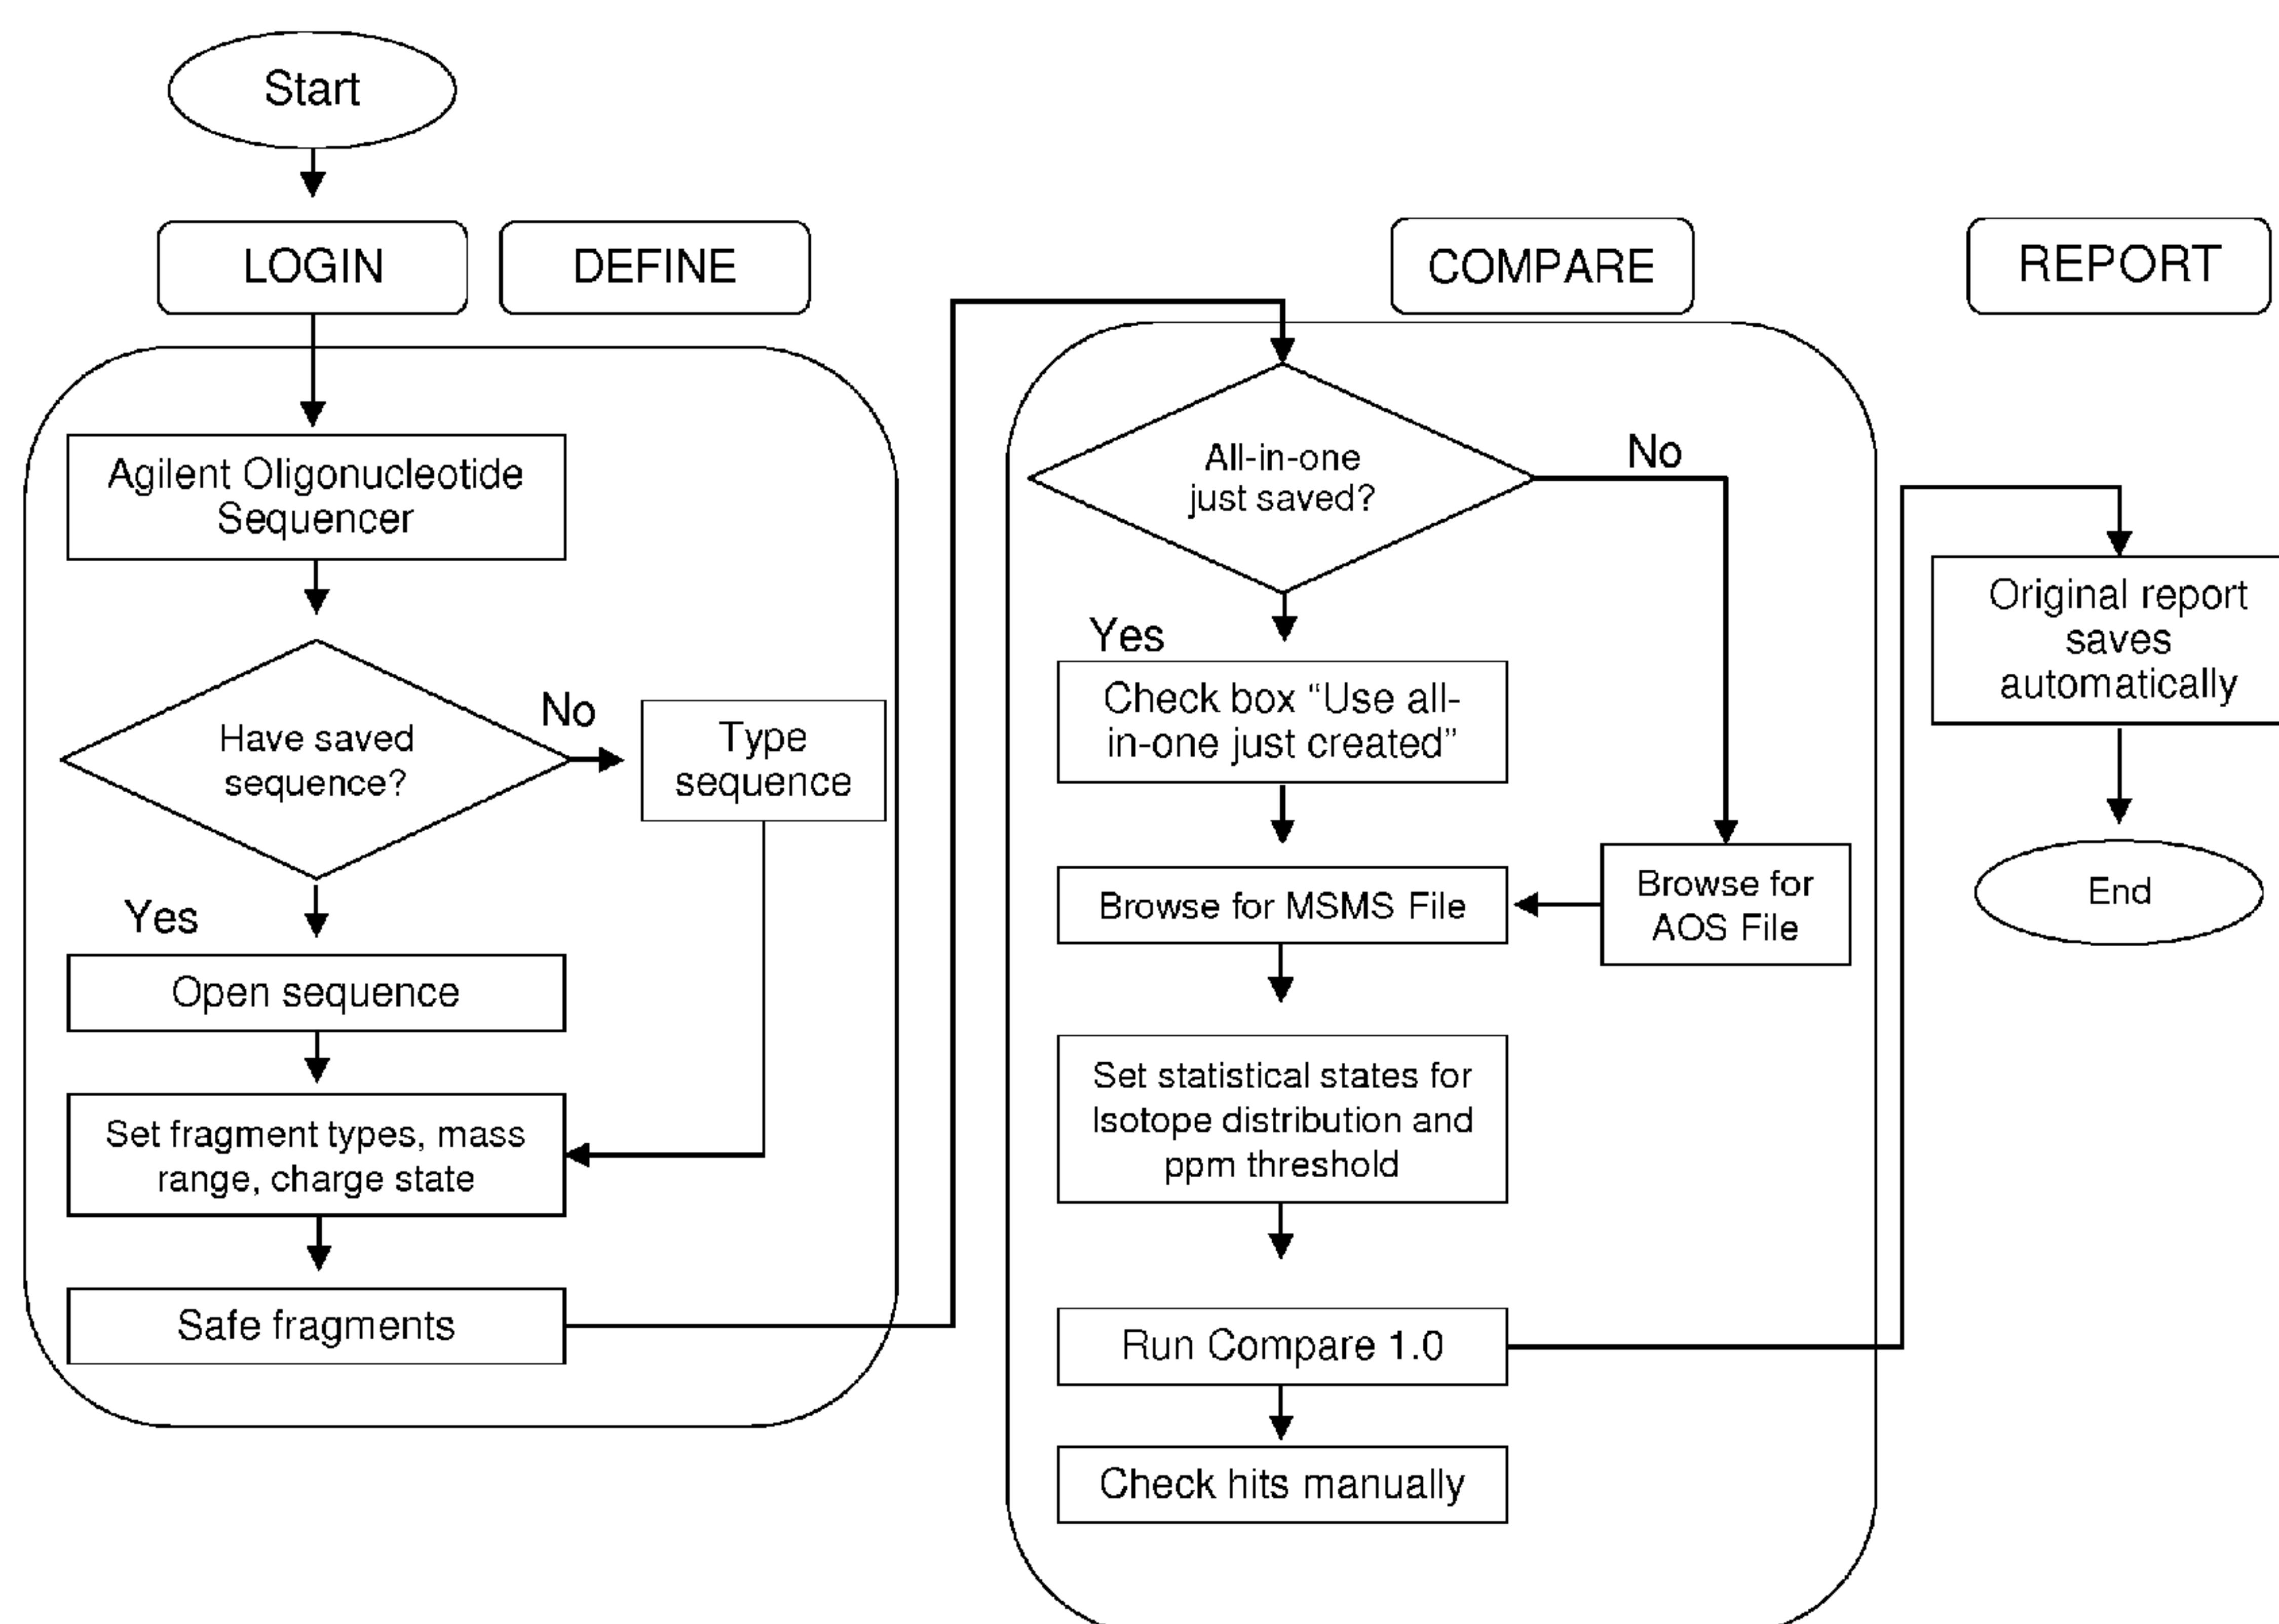 Start
LOGIN
DEFINE
COMPARE
REPORT
Agilent Oligonucleotide
Sequencer
Have saved
sequence?
No
Type
sequence
Yes
Open sequence
Set fragment types, mass
range, charge state
Safe fragments
All-in-one
just saved?
No
Yes
Check box “Use all-
in-one just created”
Browse for MSMS File
Browse for
AOS File
Set statistical states for
Isotope distribution and
ppm threshold
Run Compare 1.0
Check hits manually
Original report
saves
automatically
End